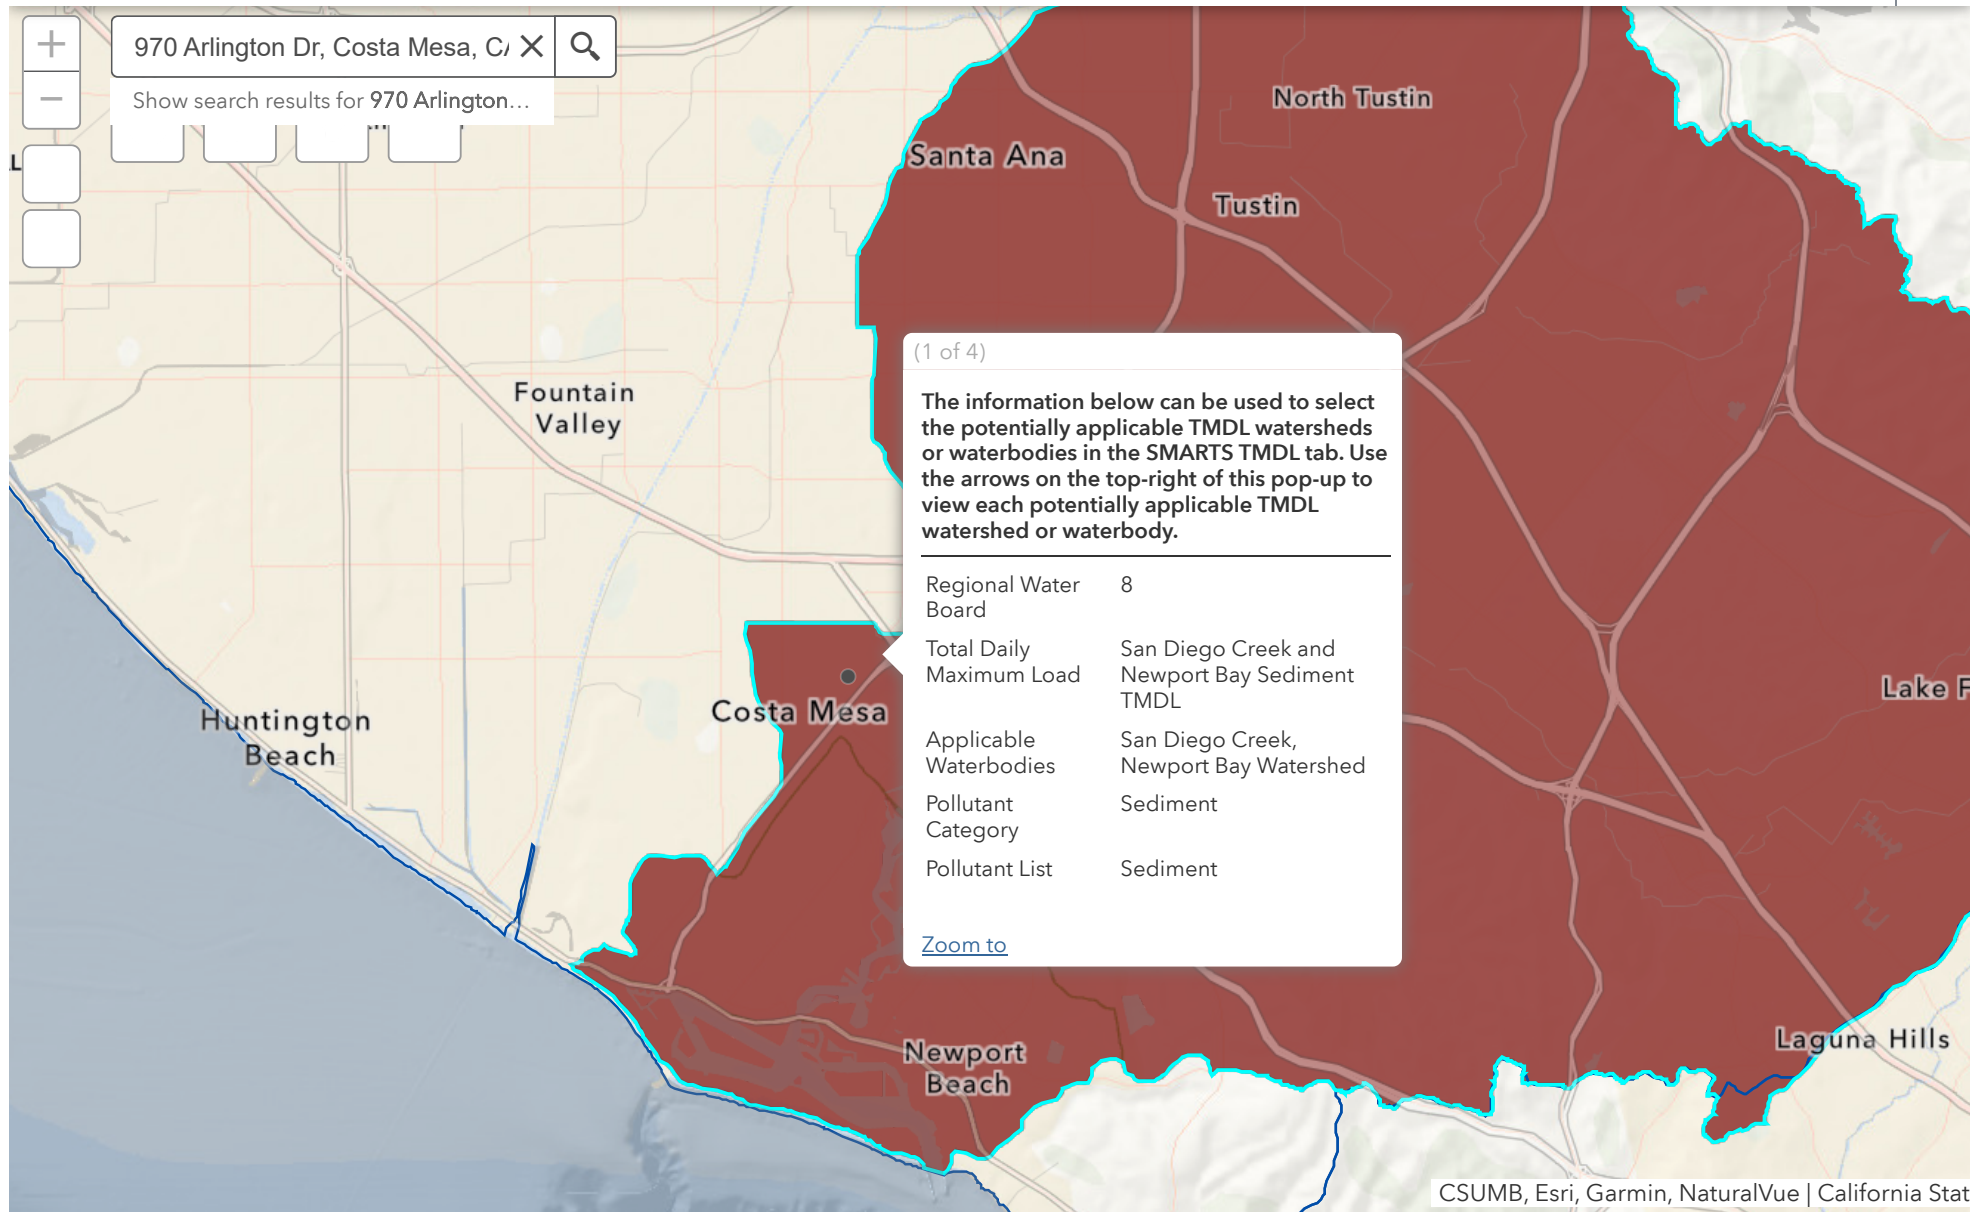 970 Arlington Dr, Costa Mesa, CA
Show search results for 970 Arlington...
North Tustin
Santa Ana
Tustin
(1 of 4)
The information below can be used to select
the potentially applicable TMDL watersheds
or waterbodies in the SMARTS TMDL tab. Use
the arrows on the top-right of this pop-up to
view each potentially applicable TMDL
watershed or waterbody.
Fountain
Valley
Regional Water 8
Board
Total Daily San Diego Creek and
Maximum Load Newport Bay Sediment
TMDL
Applicable San Diego Creek,
Waterbodies Newport Bay Watershed
Pollutant Sediment
Category
Pollutant List Sediment
Zoom to
Lake F
Costa Mesa
Huntington
Beach
Newport
Beach
Laguna Hills
CSUMB, Esri, Garmin, NaturalVue | California Stat